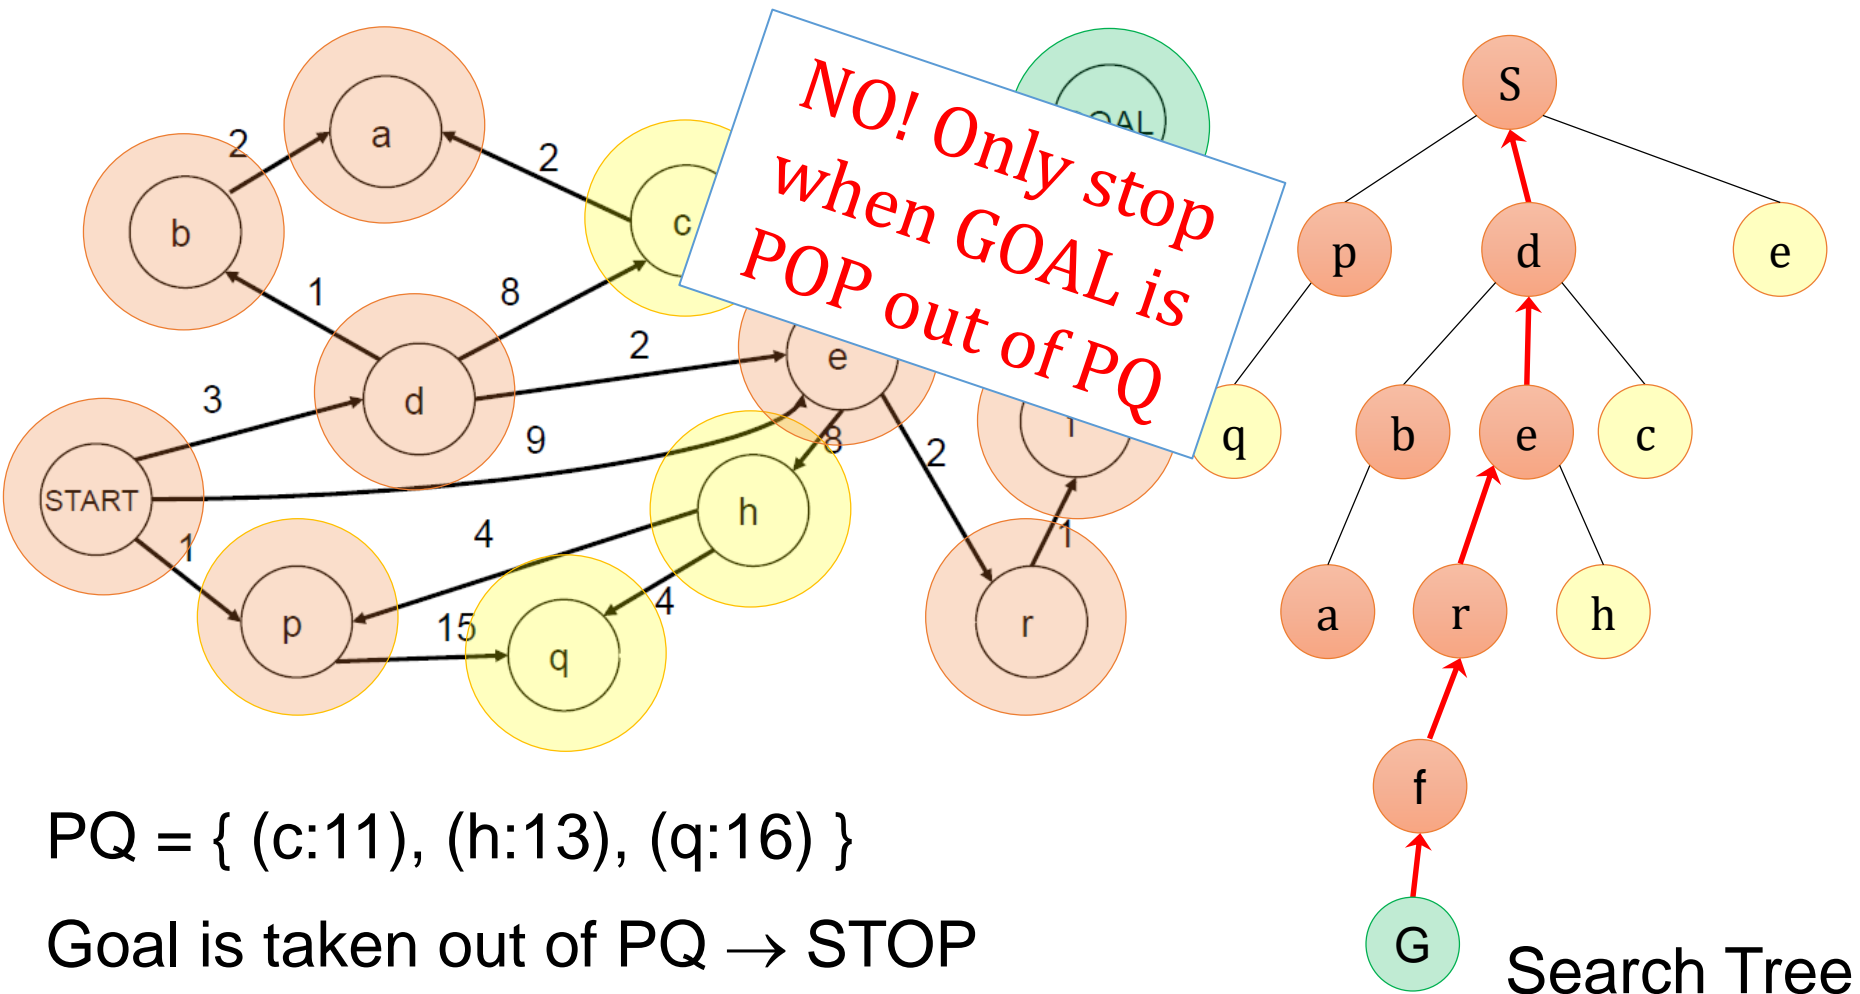 NO! Only stop
when GOAL is
POP out of PQ
a
2
2
b
c
1
8
2
e
d
3
9
8
2
START
h
1
4
1
p
15
4
q
r
S
p
d
e
q
b
e
c
a
r
h
f
G
PQ = { (c:11), (h:13), (q:16) }
Goal is taken out of PQ → STOP
Search Tree